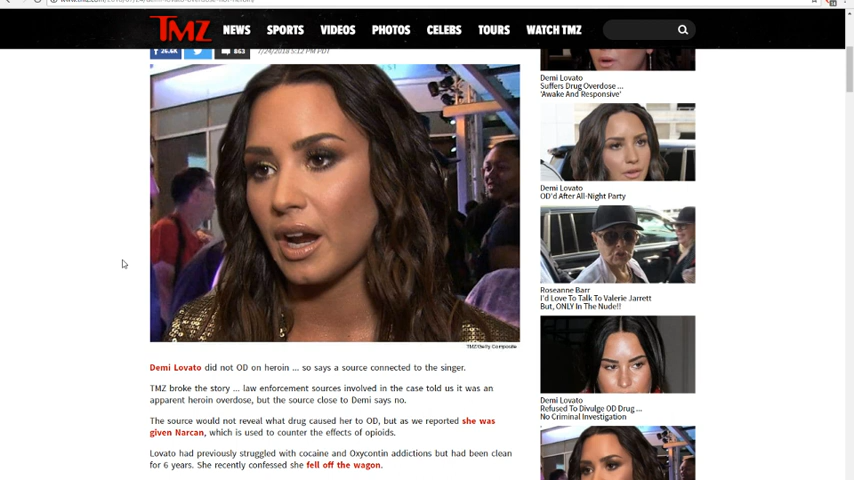 TMZ NEWS SPORTS VIDEOS PHOTOS CELEBS TOURS WATCH TMZ
26.6K
863
7/24/2018 5:12 PM PDT
TMZ/Getty Composite
Demi Lovato did not OD on heroin ... so says a source connected to the singer.
TMZ broke the story ... law enforcement sources involved in the case told us it was an
apparent heroin overdose, but the source close to Demi says no.
The source would not reveal what drug caused her to OD, but as we reported she was
given Narcan, which is used to counter the effects of opioids.
Lovato had previously struggled with cocaine and Oxycontin addictions but had been clean
for 6 years. She recently confessed she fell off the wagon.
Demi Lovato
Suffers Drug Overdose ...
'Awake And Responsive'
Demi Lovato
OD'd After All-Night Party
Roseanne Barr
I'd Love To Talk To Valerie Jarrett
But, ONLY In The Nude!!
Demi Lovato
Refused To Divulge OD Drug ...
No Criminal Investigation